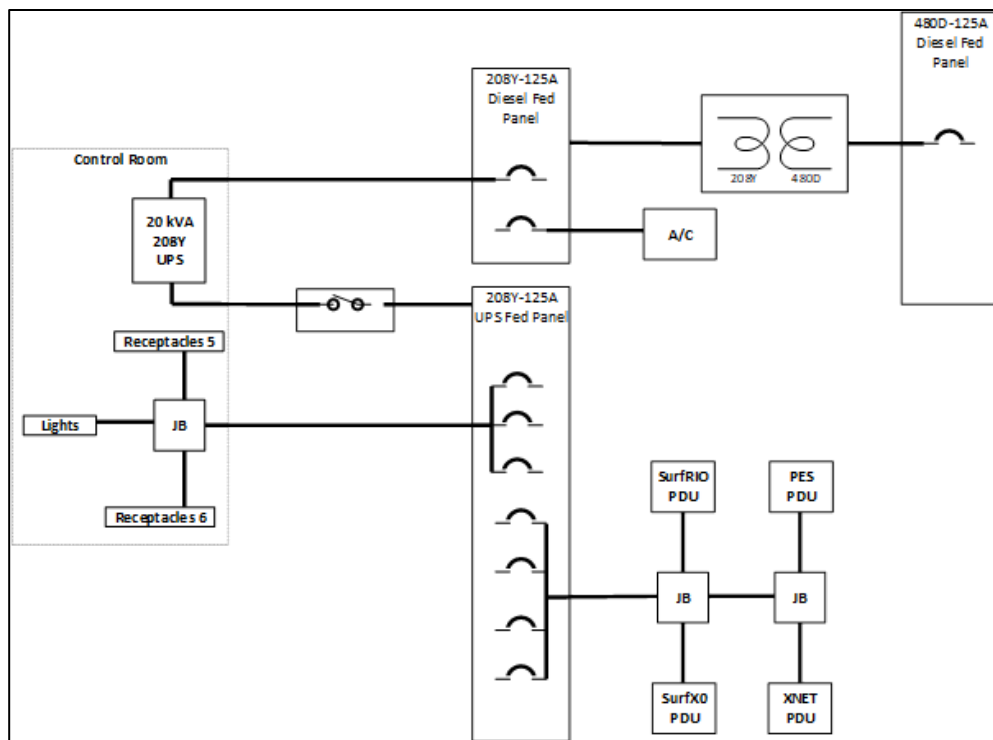 480D-125A
Diesel Fed
Panel
208Y-125A
Diesel Fed
Panel
208Y 480D
Control Room
20 kVA
208Y
UPS
A/C
208Y-125A
UPS Fed Panel
Receptacles 5
Lights
JB
Receptacles 6
SurfRIO
PDU
PES
PDU
JB
JB
SurfX0
PDU
XNET
PDU